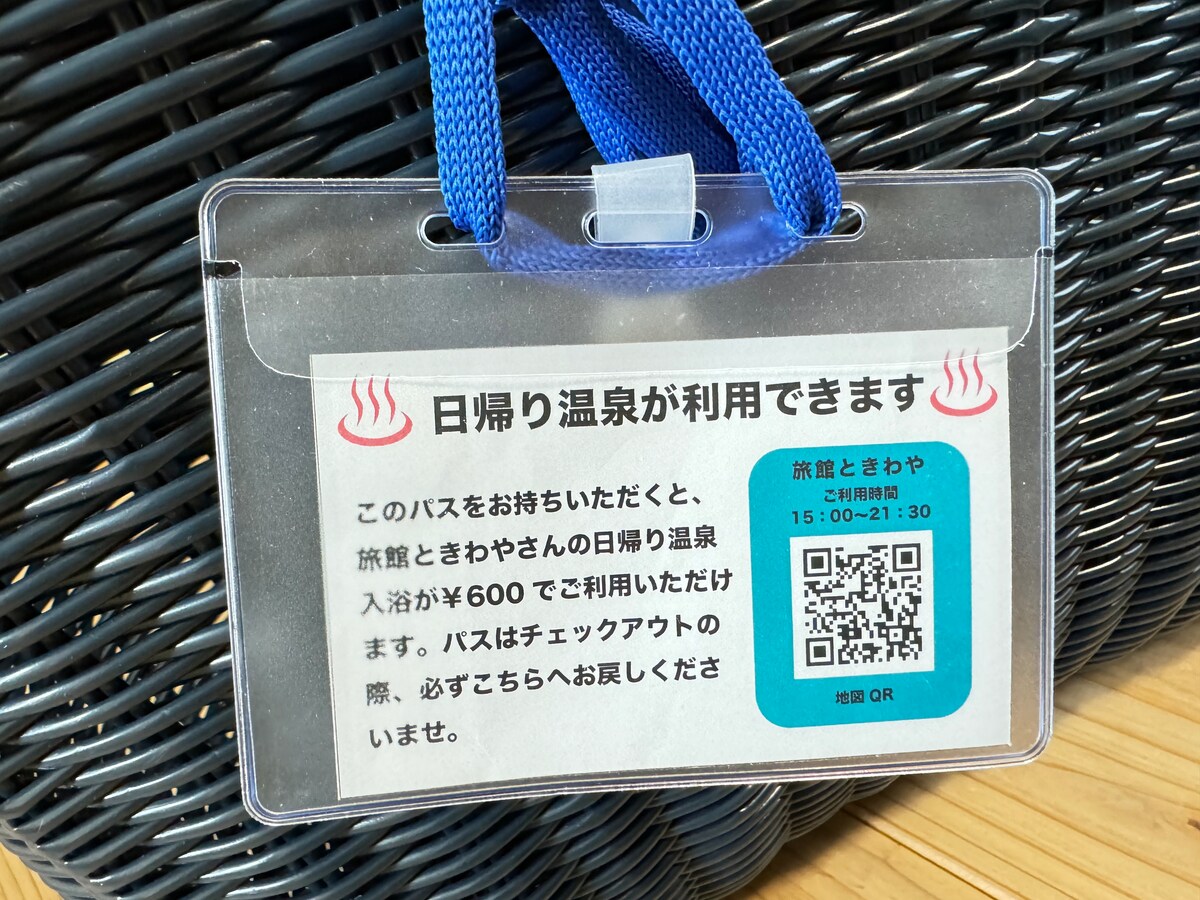 日帰り温泉が利用できます
このパスをお持ちいただくと、
旅館ときわやさんの日帰り温泉
入浴が¥600でご利用いただけ
ます。パスはチェックアウトの
際、必ずこちらへお戻しくださ
いませ。
旅館ときわや
ご利用時間
15：00〜21：30
地図QR